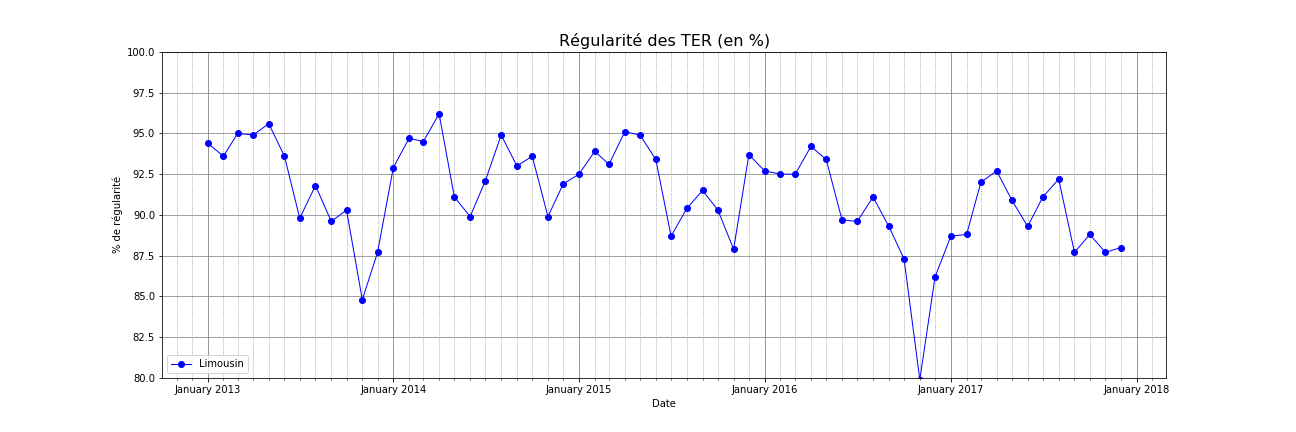 Régularité des TER (en %)
100.0
97.5
95.0
92.5
90.0
87.5
85.0
82.5
80.0
% de régularité
Limousin
January 2013 January 2014 January 2015 January 2016 January 2017 January 2018
Date